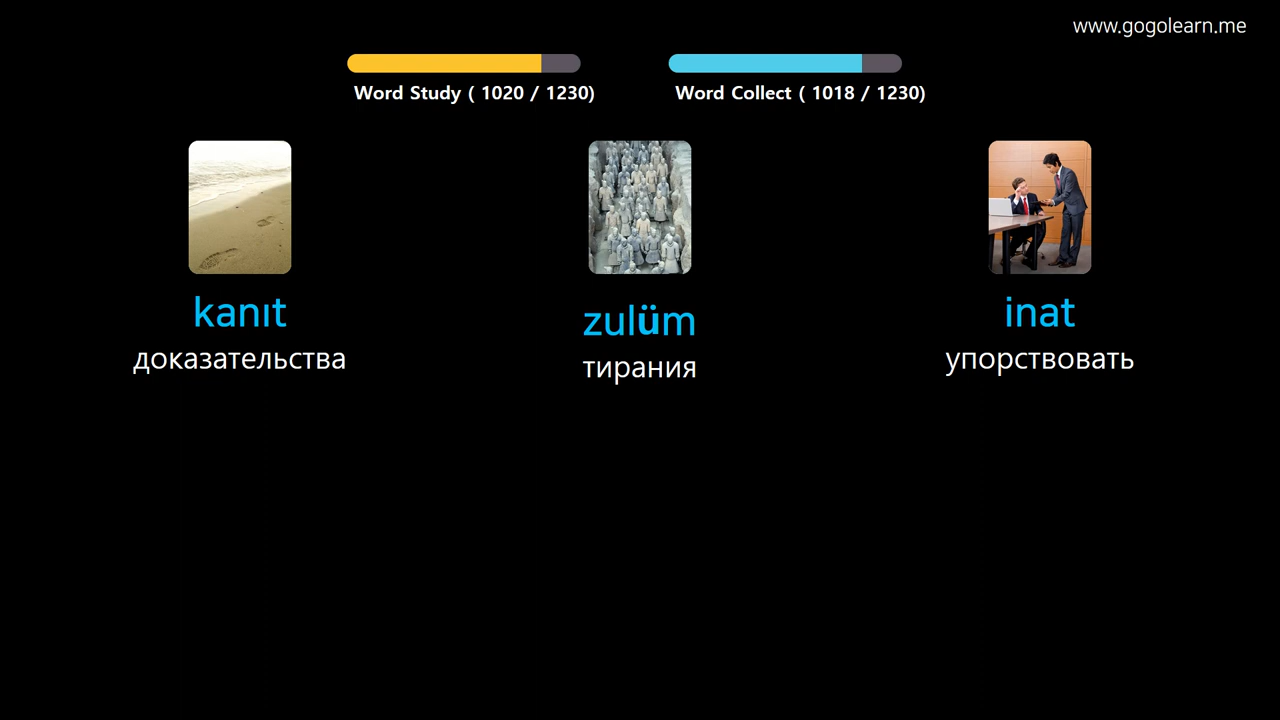 www.gogolearn.me
Word Study ( 1020 / 1230)
Word Collect ( 1018 / 1230)
kanıt
доказательства
zulüm
тирания
inat
упорствовать